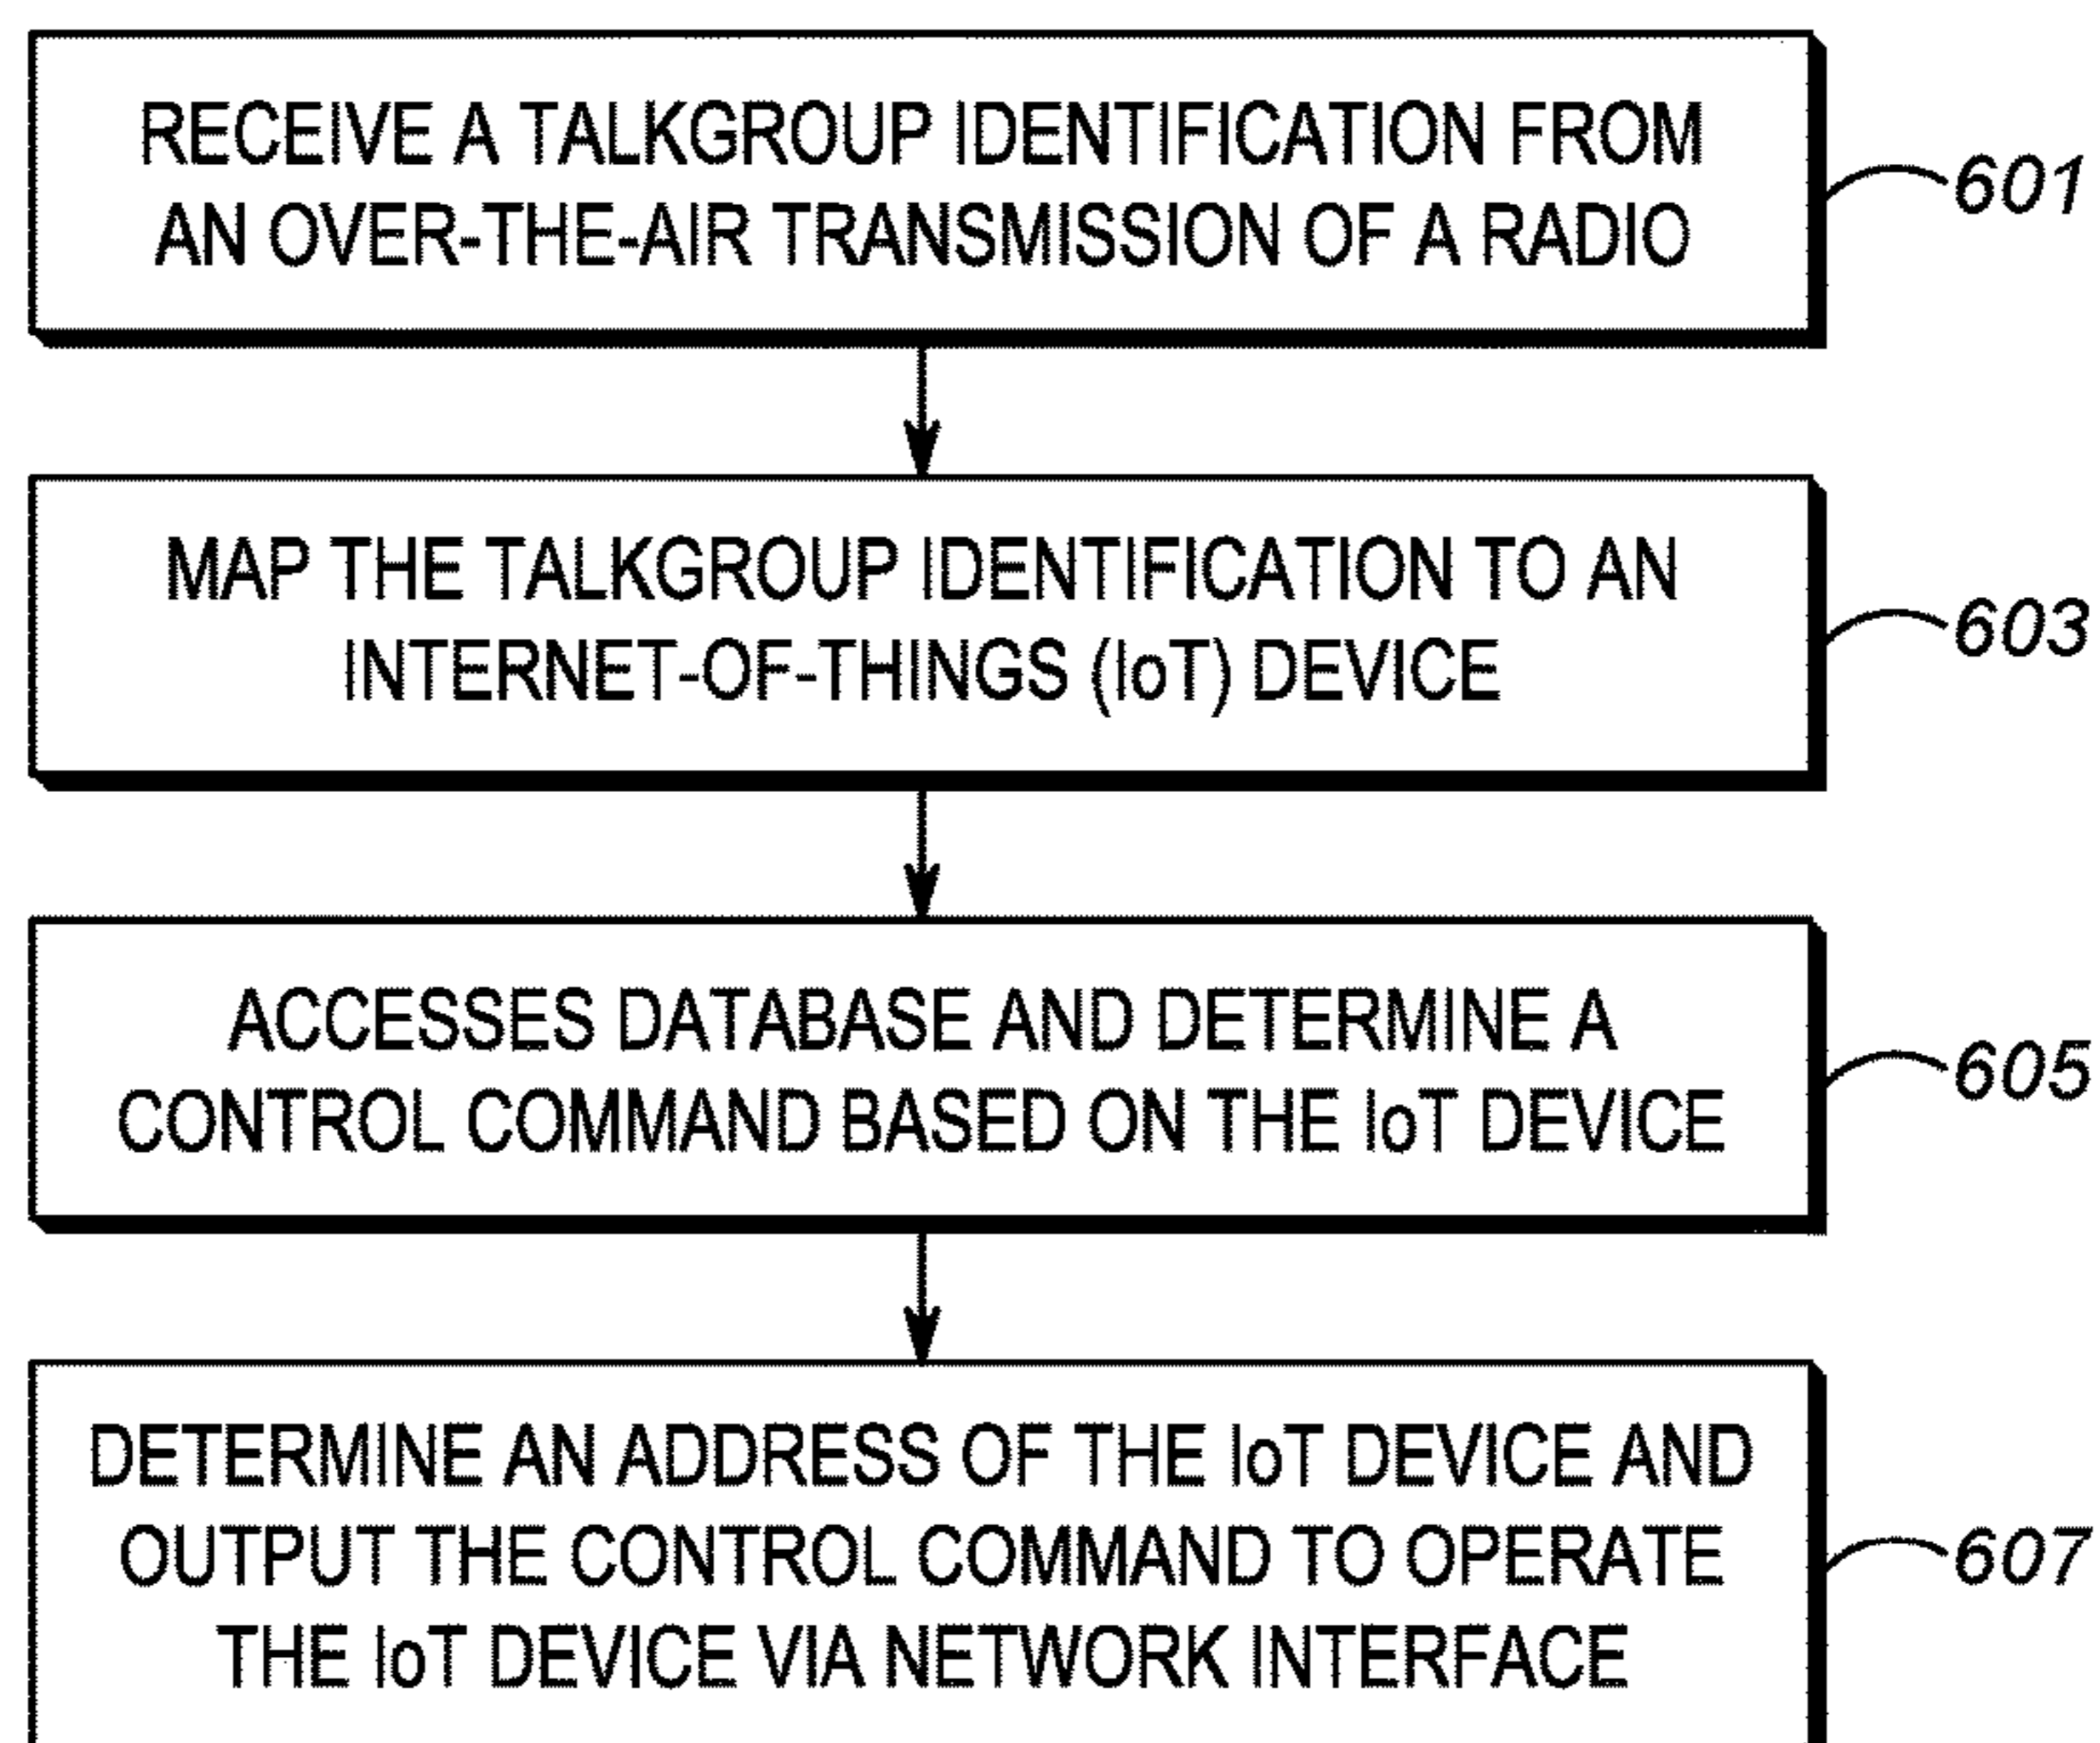 RECEIVE A TALKGROUP IDENTIFICATION FROM
AN OVER-THE-AIR TRANSMISSION OF A RADIO
601
MAP THE TALKGROUP IDENTIFICATION TO AN
INTERNET-OF-THINGS (IoT) DEVICE
603
ACCESSES DATABASE AND DETERMINE A
CONTROL COMMAND BASED ON THE IoT DEVICE
605
DETERMINE AN ADDRESS OF THE IoT DEVICE AND
OUTPUT THE CONTROL COMMAND TO OPERATE
THE IoT DEVICE VIA NETWORK INTERFACE
607